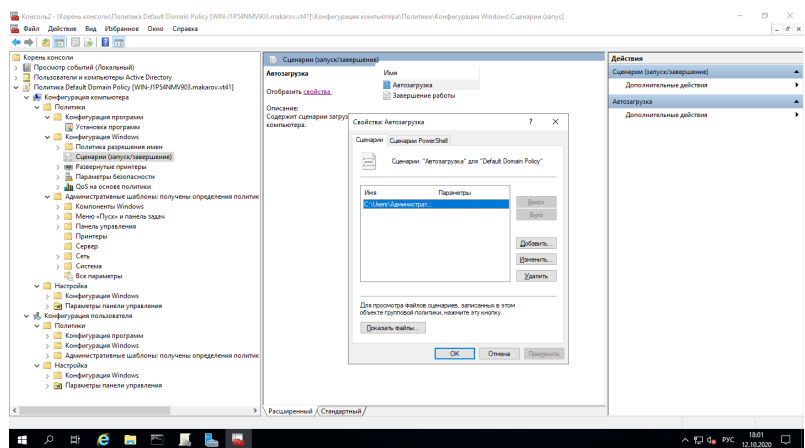 Консоль2 - [Корень консоли\Политика Default Domain Policy [WIN-J1P54NMV903.makarov.vt41]\Конфигурация компьютера\Политики\Конфигурация Windows\Сценарии (запус]
Файл Действие Вид Избранное Окно Справка
Корень консоли
Просмотр событий (Локальный)
Пользователи и компьютеры Active Directory
Политика Default Domain Policy [WIN-J1P54NMV903.makarov.vt41]
Конфигурация компьютера
Политики
Конфигурация программ
Установка программ
Конфигурация Windows
Политика разрешения имен
Сценарии (запуск/завершение)
Развернутые принтеры
Параметры безопасности
QoS на основе политики
Административные шаблоны: получены определения политик
Компоненты Windows
Меню «Пуск» и панель задач
Панель управления
Принтеры
Сервер
Сеть
Система
Все параметры
Настройка
Конфигурация Windows
Параметры панели управления
Конфигурация пользователя
Политики
Конфигурация программ
Конфигурация Windows
Административные шаблоны: получены определения политик
Настройка
Конфигурация Windows
Параметры панели управления
Сценарии (запуск/завершение)
Автозагрузка
Отобразить свойства
Описание:
Содержит сценарии загруз
компьютера.
Имя
Автозагрузка
Завершение работы
Свойства: Автозагрузка ? ×
Сценарии Сценарии PowerShell
Сценарии: "Автозагрузка" для "Default Domain Policy"
Имя Параметры
C:\Users\Администрат...
Вверх
Вниз
Добавить...
Изменить...
Удалить
Для просмотра файлов сценариев, записанных в этом
объекте групповой политики, нажмите эту кнопку.
Показать файлы...
ОК Отмена Применить
Расширенный Стандартный
Действия
Сценарии (запуск/завершение)
Дополнительные действия
Автозагрузка
Дополнительные действия
РУС
18:01
12.10.2020